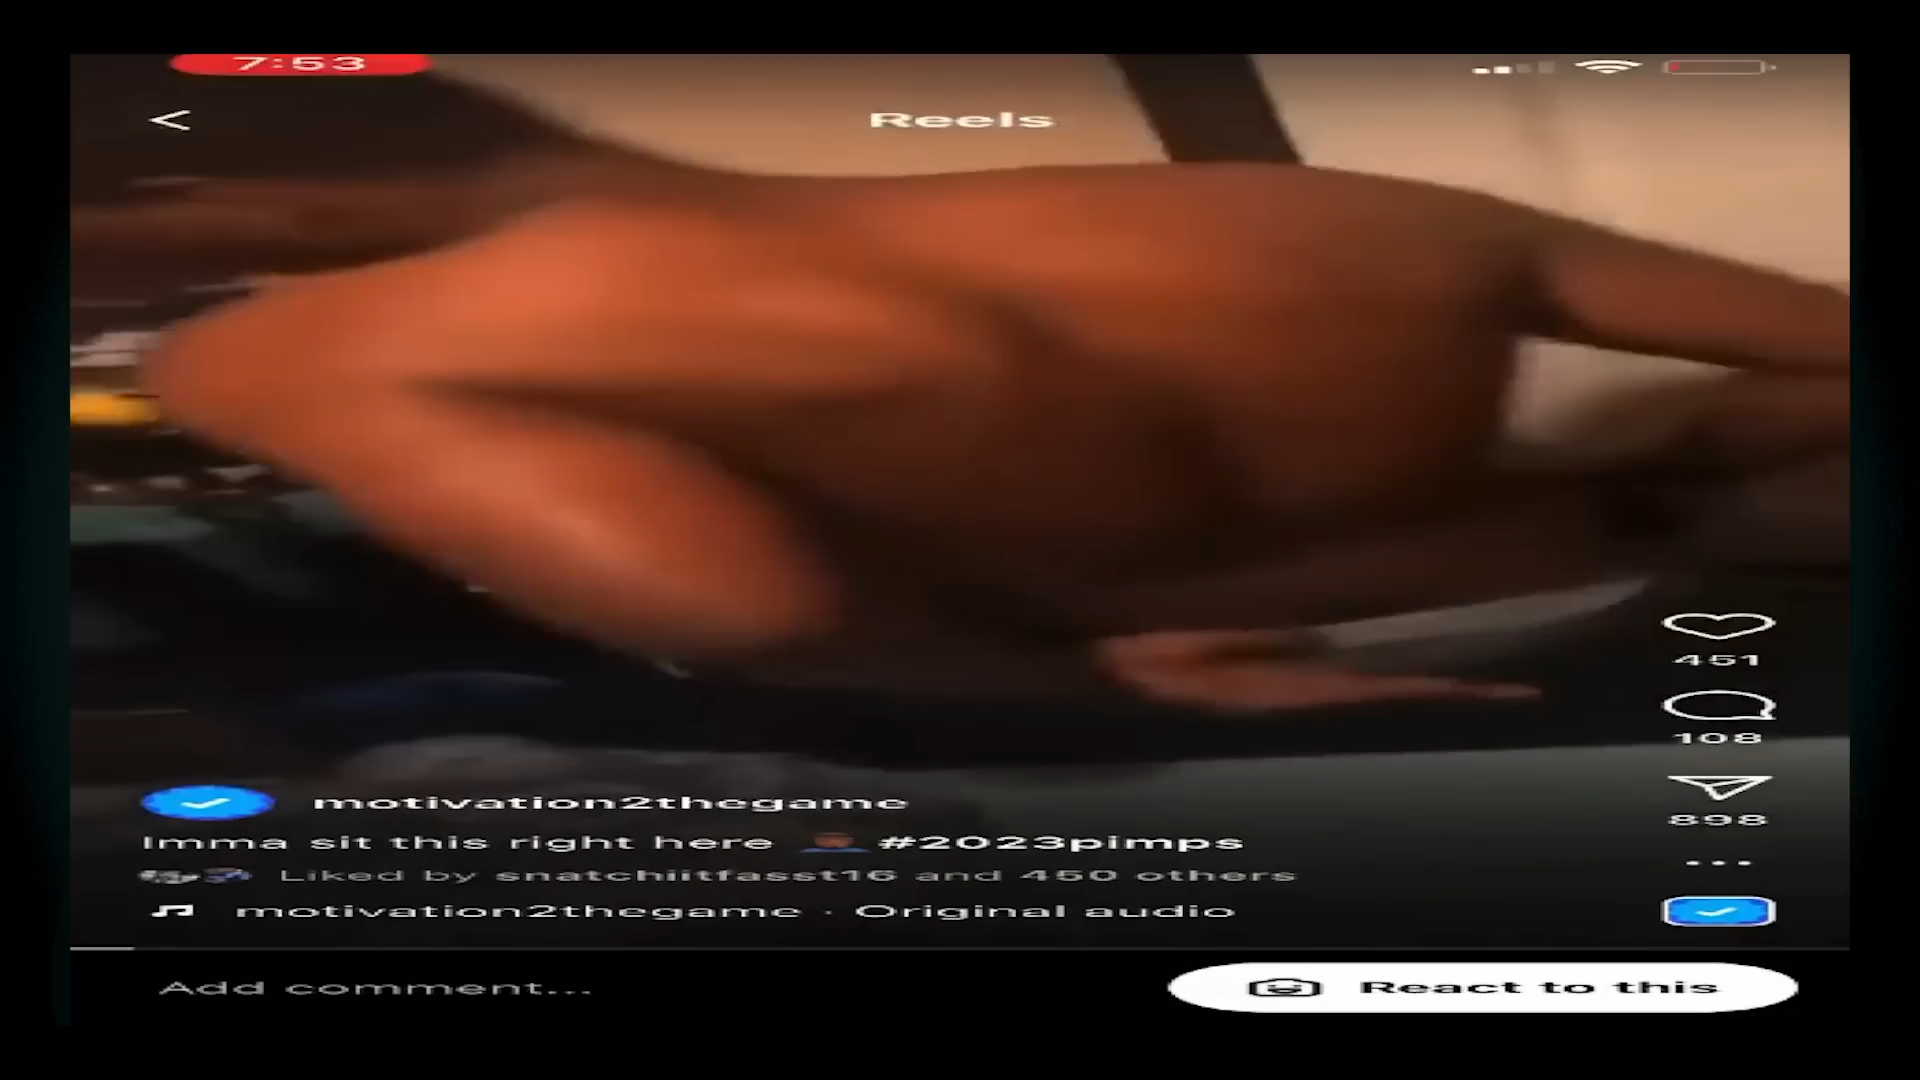 7:53
Reels
451
108
898
motivation2thegame
Imma sit this right here #2023pimps
Liked by snatchiitfasst16 and 450 others
motivation2thegame · Original audio
Add comment...
React to this